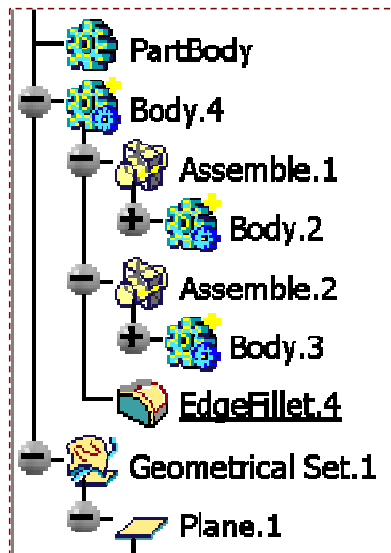 PartBody
Body.4
Assemble.1
Body.2
Assemble.2
Body.3
EdgeFillet.4
Geometrical Set.1
Plane.1